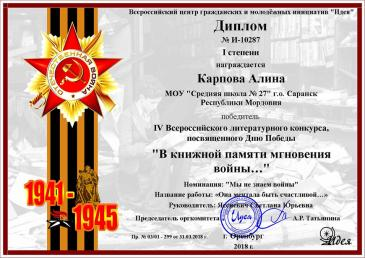 Всероссийский центр гражданских и молодёжных инициатив "Идея"
Диплом
№ И-10287
I степени
награждается
Карпова Алина
МОУ "Средняя школа № 27" г.о. Саранск
Республики Мордовия
победитель
IV Всероссийского литературного конкурса,
посвященного Дню Победы
"В книжной памяти мгновения
войны…"
Номинация: "Мы не знаем войны"
Название работы: «Она мечтала быть счастливой…»
Руководитель: Светлана Юрьевна
Председатель оргкомитета А.Р. Татьянина
Пр. № 03/01 - 299 от 31.03.2018 г.
г. Оренбург
2018 г.
ОТЕЧЕСТВЕННАЯ ВОЙНА
1941-
1945
Идея
Идея